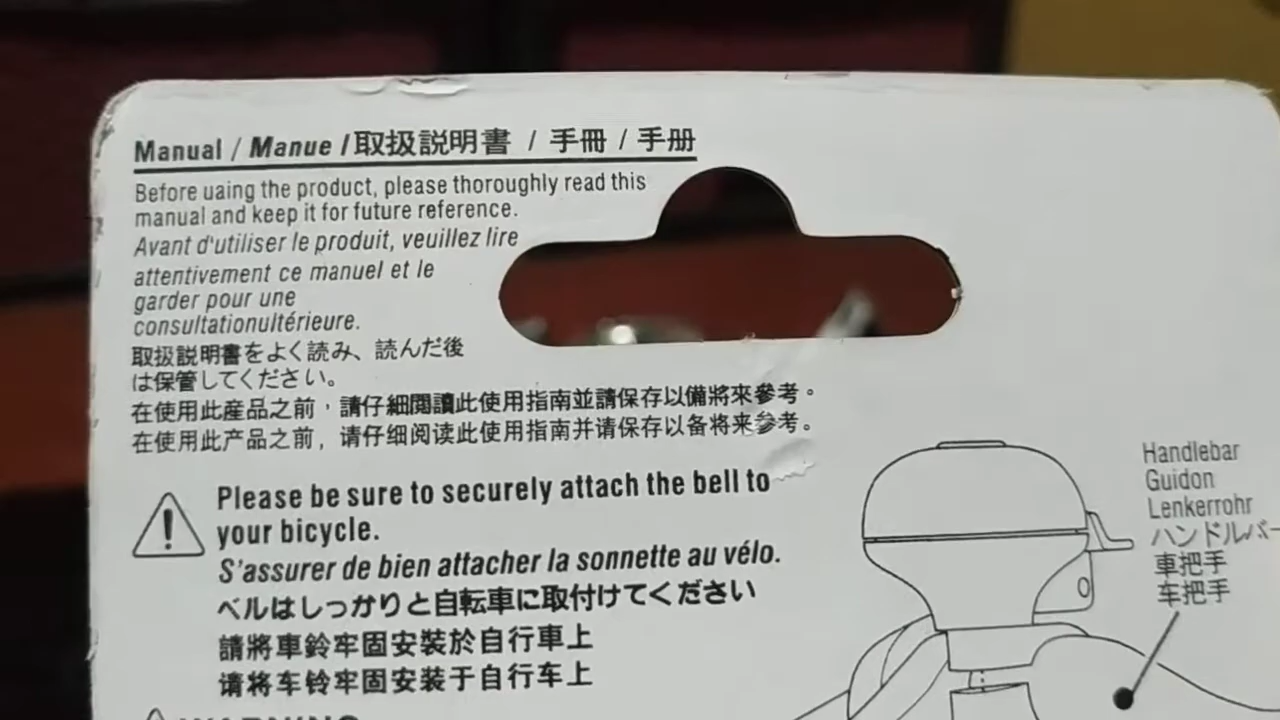 Manual / Manue / 取扱説明書 / 手冊 / 手册
Before uaing the product, please thoroughly read this
manual and keep it for future reference.
Avant d'utiliser le produit, veuillez lire
attentivement ce manuel et le
garder pour une
consultationultérieure.
取扱説明書をよく読み、読んだ後
は保管してください。
在使用此産品之前，請仔細閱讀此使用指南並請保存以備將來參考。
在使用此产品之前，请仔细阅读此使用指南并请保存以备将来参考。
Please be sure to securely attach the bell to
your bicycle.
S'assurer de bien attacher la sonnette au vélo.
ベルはしっかりと自転車に取付けてください
請將車鈴牢固安裝於自行車上
请将车铃牢固安装于自行车上
WARNING
Handlebar
Guidon
Lenkerrohr
ハンドルバー
車把手
车把手